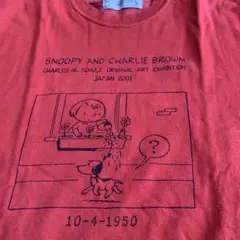 SNOOPY AND CHARLIE BROWN
CHARLES M. SCHULZ ORIGINAL ART EXHIBITION
JAPAN 2001
?
10-4-1950